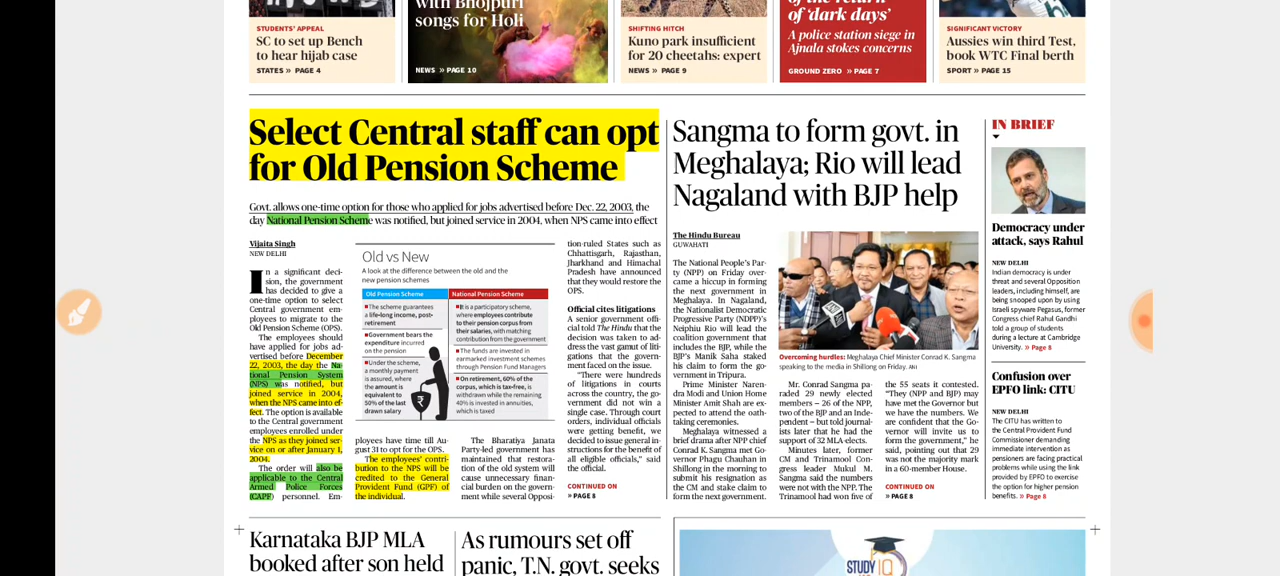 with Bhojpuri
songs for Holi
of the return
of ‘dark days’
STUDENTS’ APPEAL
SC to set up Bench
to hear hijab case
STATES » PAGE 4
NEWS » PAGE 10
SHIFTING HITCH
Kuno park insufficient
for 20 cheetahs: expert
NEWS » PAGE 9
A police station siege in
Ajnala stokes concerns
GROUND ZERO » PAGE 7
SIGNIFICANT VICTORY
Aussies win third Test,
book WTC Final berth
SPORT » PAGE 15
Select Central staff can opt
for Old Pension Scheme
Govt. allows one-time option for those who applied for jobs advertised before Dec. 22, 2003, the
day National Pension Scheme was notified, but joined service in 2004, when NPS came into effect
Vijaita Singh
NEW DELHI
In a significant deci-
sion, the government
has decided to give a
one-time option to select
Central government em-
ployees to migrate to the
Old Pension Scheme (OPS).
The employees should
have applied for jobs ad-
vertised before December
22, 2003, the day the Na-
tional Pension System
(NPS) was notified, but
joined service in 2004,
when the NPS came into ef-
fect. The option is available
to the Central government
employees enrolled under
the NPS as they joined ser-
vice on or after January 1,
2004.
The order will also be
applicable to the Central
Armed Police Forces
(CAPF) personnel. Em-
Old vs New
A look at the difference between the old and the
new pension schemes
Old Pension Scheme
The scheme guarantees
a life-long income, post-
retirement
Government bears the
expenditure incurred
on the pension
Under the scheme,
a monthly payment
is assured, where
the amount is
equivalent to
50% of the last
drawn salary
₹
National Pension Scheme
It is a participatory scheme,
where employees contribute
to their pension corpus from
their salaries, with matching
contribution from the government
The funds are invested in
earmarked investment schemes
through Pension Fund Managers
On retirement, 60% of the
corpus, which is tax-free, is
withdrawn while the remaining
40% is invested in annuities,
which is taxed
ployees have time till Au-
gust 31 to opt for the OPS.
The employees’ contri-
bution to the NPS will be
credited to the General
Provident Fund (GPF) of
the individual.
The Bharatiya Janata
Party-led government has
maintained that restora-
tion of the old system will
cause unnecessary finan-
cial burden on the govern-
ment while several Opposi-
tion-ruled States such as
Chhattisgarh, Rajasthan,
Jharkhand and Himachal
Pradesh have announced
that they would restore the
OPS.
Official cites litigations
A senior government offi-
cial told The Hindu that the
decision was taken to ad-
dress the vast gamut of liti-
gations that the govern-
ment faced on the issue.
“There were hundreds
of litigations in courts
across the country, the go-
vernment did not win a
single case. Through court
orders, individual officials
were getting benefit, we
decided to issue general in-
structions for the benefit of
all eligible officials,” said
the official.
CONTINUED ON
» PAGE 8
Sangma to form govt. in
Meghalaya; Rio will lead
Nagaland with BJP help
The Hindu Bureau
GUWAHATI
The National People’s Par-
ty (NPP) on Friday over-
came a hiccup in forming
the next government in
Meghalaya. In Nagaland,
the Nationalist Democratic
Progressive Party (NDPP)’s
Neiphiu Rio will lead the
coalition government that
includes the BJP, while the
BJP’s Manik Saha staked
his claim to form the go-
vernment in Tripura.
Prime Minister Naren-
dra Modi and Union Home
Minister Amit Shah are ex-
pected to attend the oath-
taking ceremonies.
Meghalaya witnessed a
brief drama after NPP chief
Conrad K. Sangma met Go-
vernor Phagu Chauhan in
Shillong in the morning to
submit his resignation as
the CM and stake claim to
form the next government.
Overcoming hurdles: Meghalaya Chief Minister Conrad K. Sangma
speaking to the media in Shillong on Friday. ANI
Mr. Conrad Sangma pa-
raded 29 newly elected
members – 26 of the NPP,
two of the BJP and an Inde-
pendent – but told journal-
ists later that he had the
support of 32 MLA-elects.
Minutes later, former
CM and Trinamool Con-
gress leader Mukul M.
Sangma said the numbers
were not with the NPP. The
Trinamool had won five of
the 55 seats it contested.
“They (NPP and BJP) may
have met the Governor but
we have the numbers. We
are confident that the Go-
vernor will invite us to
form the government,” he
said, pointing out that 29
was not the majority mark
in a 60-member House.
CONTINUED ON
» PAGE 8
IN BRIEF
Democracy under
attack, says Rahul
NEW DELHI
Indian democracy is under
threat and several Opposition
leaders, including himself, are
being snooped upon by using
Israeli spyware Pegasus, former
Congress chief Rahul Gandhi
told a group of students
during a lecture at Cambridge
University. » Page 8
Confusion over
EPFO link: CITU
NEW DELHI
The CITU has written to
the Central Provident Fund
Commissioner demanding
immediate intervention as
pensioners are facing practical
problems while using the link
provided by EPFO to exercise
the option for higher pension
benefits. » Page 8
Karnataka BJP MLA
booked after son held
As rumours set off
panic, T.N. govt. seeks
STUDY IQ